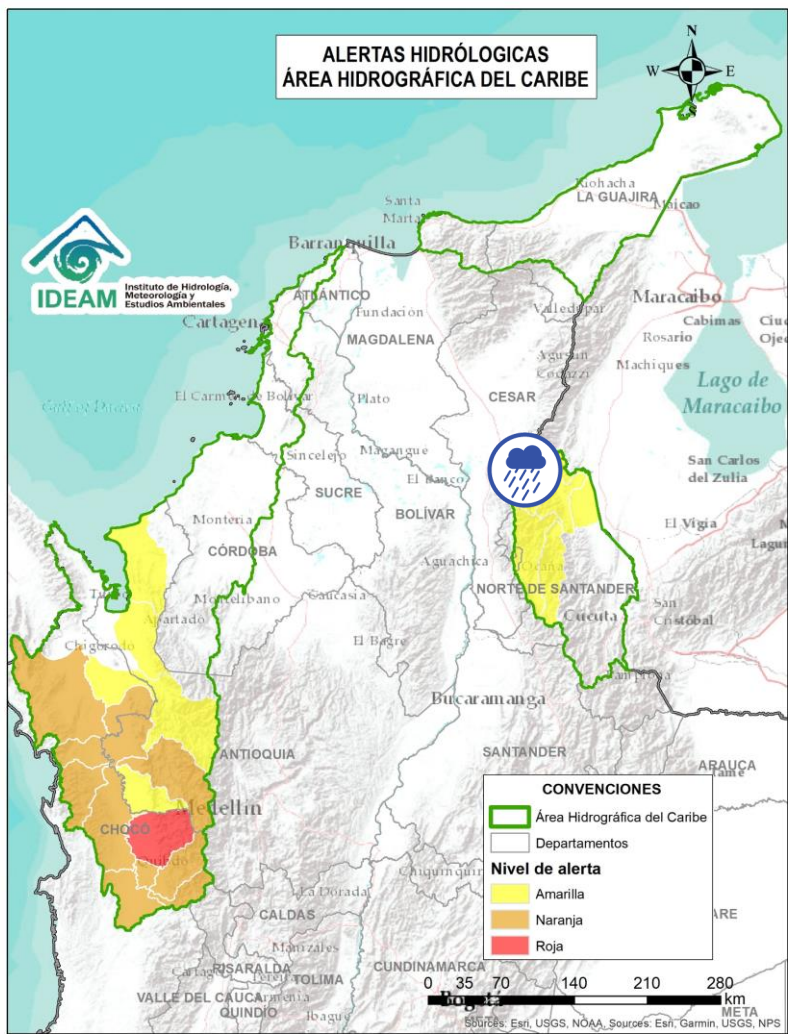 ALERTAS HIDRÓLOGICAS
ÁREA HIDROGRÁFICA DEL CARIBE
N
W
E
S
Riohacha
LA GUAJIRA
Maicao
Santa
Marta
Barranquilla
IDEAM
Instituto de Hidrología,
Meteorología y
Estudios Ambientales
ATLÁNTICO
Maracaibo
Fundación
Valledupar
Cabimas
Cartagen
MAGDALENA
Rosario
Agustín
Codazzi
Machiques
CESAR
Lago de
Maracaibo
El Carmen de Bolívar
Plato
Sincelejo
Magangue
San Carlos
del Zulia
El Banco
SUCRE
BOLÍVAR
Montería
El Vigía
CÓRDOBA
Aguachica
Ocaña
NORTE DE SANTANDER
Montelibano
Caucasia
San
Cristóbal
Apartado
Cucuta
El Bagre
Chigorodo
Pamplona
Bucaramanga
ANTIOQUIA
SANTANDER
ARAUCA
Medellín
CHOCÓ
Quibdó
CONVENCIONES
Área Hidrográfica del Caribe
Departamentos
Nivel de alerta
Amarilla
Naranja
Roja
La Dorada
CALDAS
Manizales
RISARALDA
TOLIMA
CUNDINAMARCA
VALLE DEL CAUCA
QUINDÍO
Ibague
0 35 70 140 210 280
km
META
Sources: Esri, USGS, NOAA, Sources: Esri, Garmin, USGS, NPS